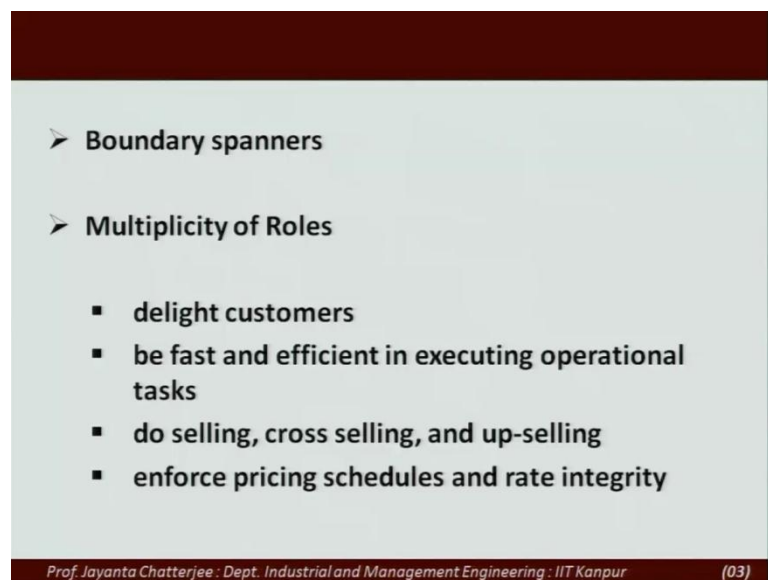 ➢ Boundary spanners
➢ Multiplicity of Roles
▪ delight customers
▪ be fast and efficient in executing operational
tasks
▪ do selling, cross selling, and up-selling
▪ enforce pricing schedules and rate integrity
Prof. Jayanta Chatterjee : Dept. Industrial and Management Engineering : IIT Kanpur (03)